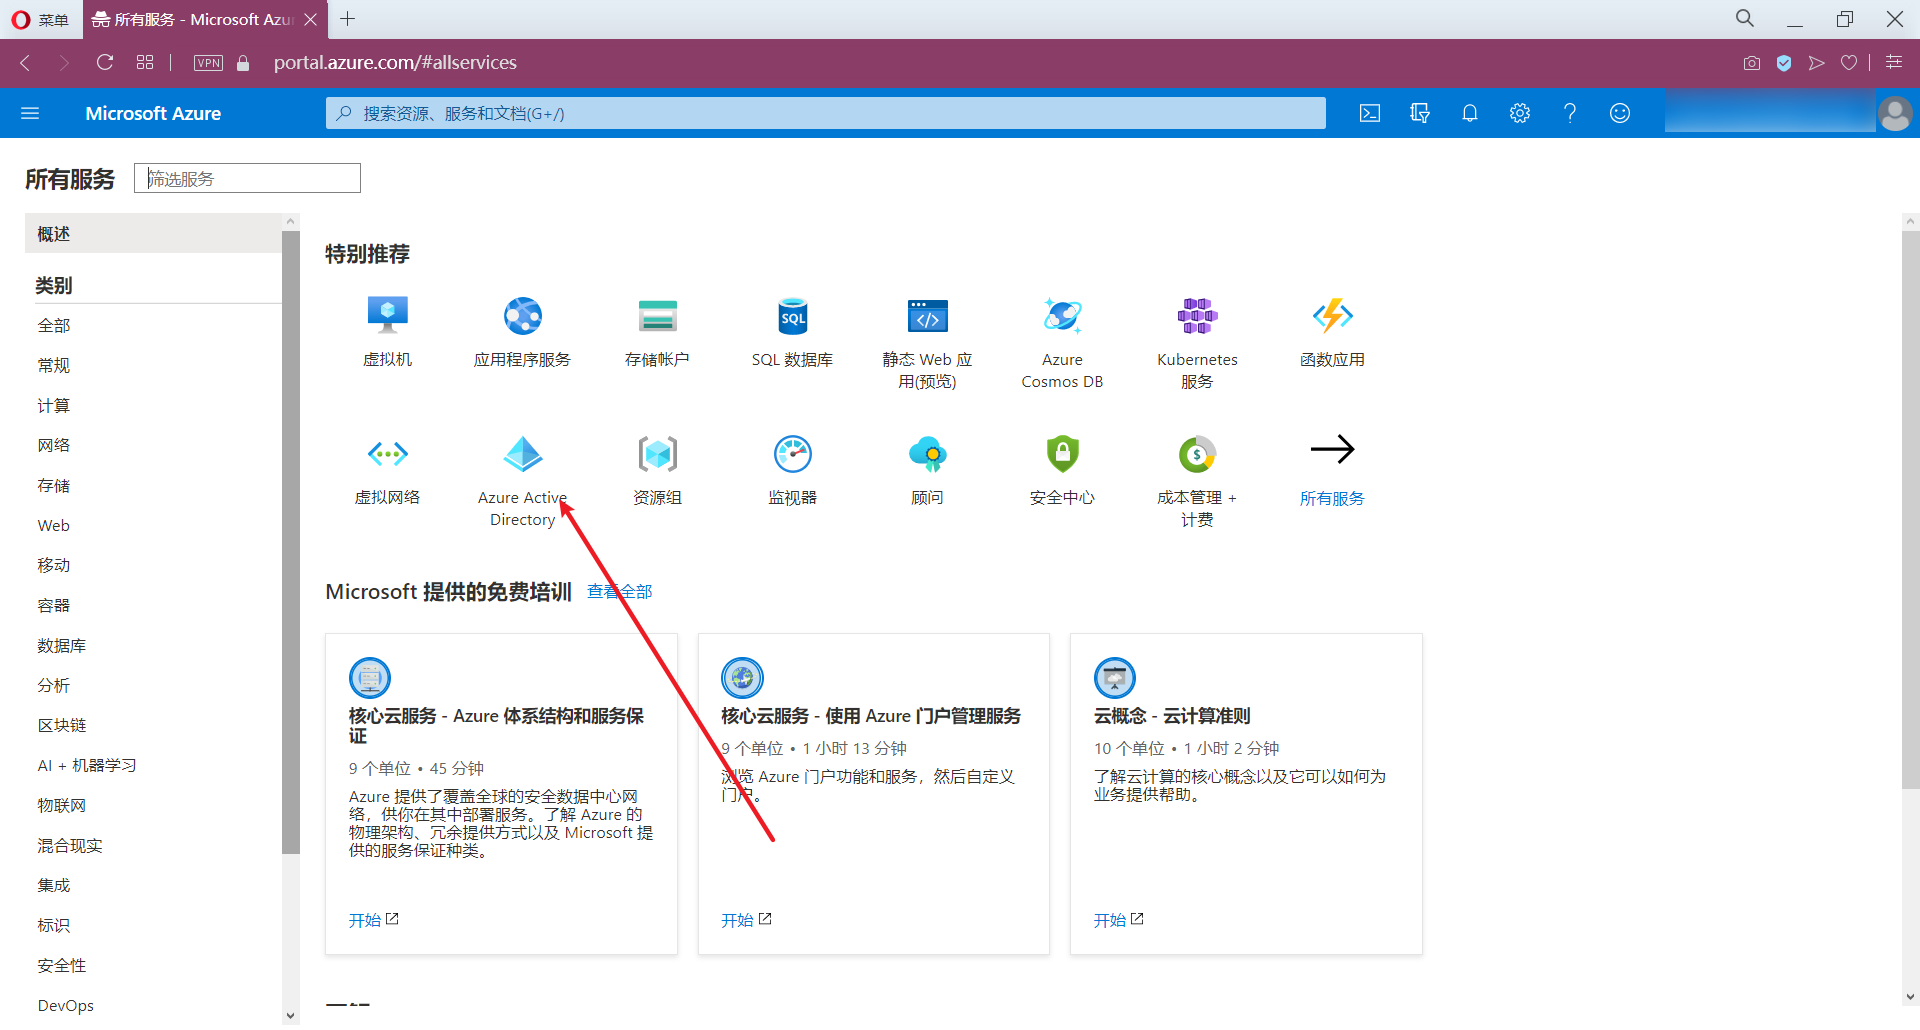 菜单
所有服务 - Microsoft Azu
VPN
portal.azure.com/#allservices
Microsoft Azure
搜索资源、服务和文档(G+/)
所有服务
筛选服务
概述
类别
全部
常规
计算
网络
存储
Web
移动
容器
数据库
分析
区块链
AI + 机器学习
物联网
混合现实
集成
标识
安全性
DevOps
特别推荐
虚拟机
应用程序服务
存储帐户
SQL
SQL 数据库
静态 Web 应
用(预览)
Azure
Cosmos DB
Kubernetes
服务
函数应用
虚拟网络
Azure Active
Directory
资源组
监视器
顾问
安全中心
成本管理 +
计费
所有服务
Microsoft 提供的免费培训
查看全部
核心云服务 - Azure 体系结构和服务保
证
9 个单位 • 45 分钟
Azure 提供了覆盖全球的安全数据中心网
络，供你在其中部署服务。了解 Azure 的
物理架构、冗余提供方式以及 Microsoft 提
供的服务保证种类。
开始
核心云服务 - 使用 Azure 门户管理服务
9 个单位 • 1 小时 13 分钟
浏览 Azure 门户功能和服务，然后自定义
门户。
开始
云概念 - 云计算准则
10 个单位 • 1 小时 2 分钟
了解云计算的核心概念以及它可以如何为
业务提供帮助。
开始